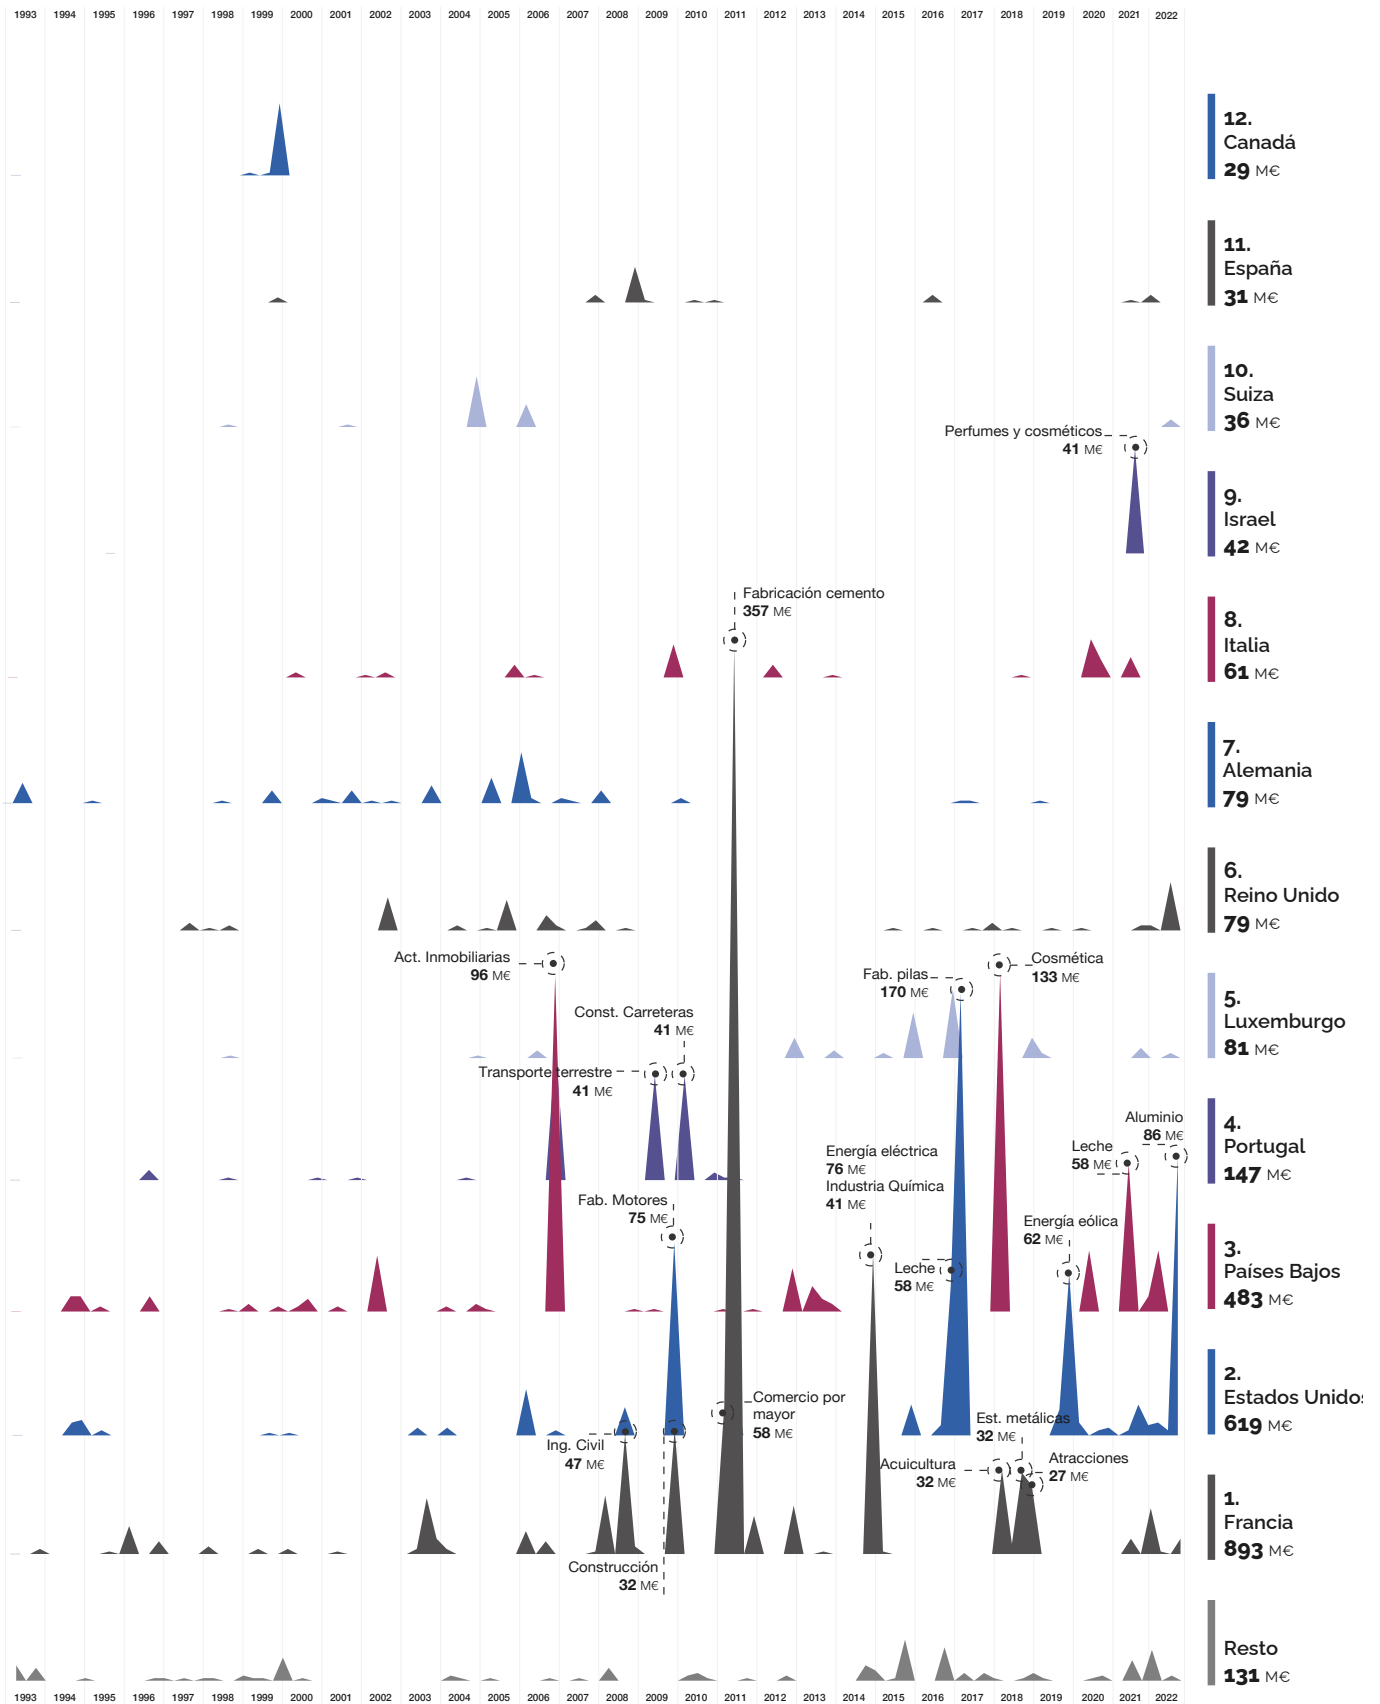 1993 1994 1995 1996 1997 1998 1999 2000 2001 2002 2003 2004 2005 2006 2007 2008 2009 2010 2011 2012 2013 2014 2015 2016 2017 2018 2019 2020 2021 2022
12.
Canadá
29 M€
11.
España
31 M€
10.
Suiza
36 M€
Perfumes y cosméticos
41 M€
9.
Israel
42 M€
Fabricación cemento
357 M€
8.
Italia
61 M€
7.
Alemania
79 M€
6.
Reino Unido
79 M€
Act. Inmobiliarias
96 M€
Fab. pilas
170 M€
Cosmética
133 M€
5.
Luxemburgo
81 M€
Const. Carreteras
41 M€
Transporte terrestre
41 M€
4.
Portugal
147 M€
Aluminio
86 M€
Leche
58 M€
Energía eléctrica
76 M€
Industria Química
41 M€
Fab. Motores
75 M€
Energía eólica
62 M€
Leche
58 M€
3.
Países Bajos
483 M€
2.
Estados Unidos
619 M€
Comercio por
mayor
58 M€
Ing. Civil
47 M€
Est. metálicas
32 M€
Acuicultura
32 M€
Atracciones
27 M€
1.
Francia
893 M€
Construcción
32 M€
Resto
131 M€
1993 1994 1995 1996 1997 1998 1999 2000 2001 2002 2003 2004 2005 2006 2007 2008 2009 2010 2011 2012 2013 2014 2015 2016 2017 2018 2019 2020 2021 2022